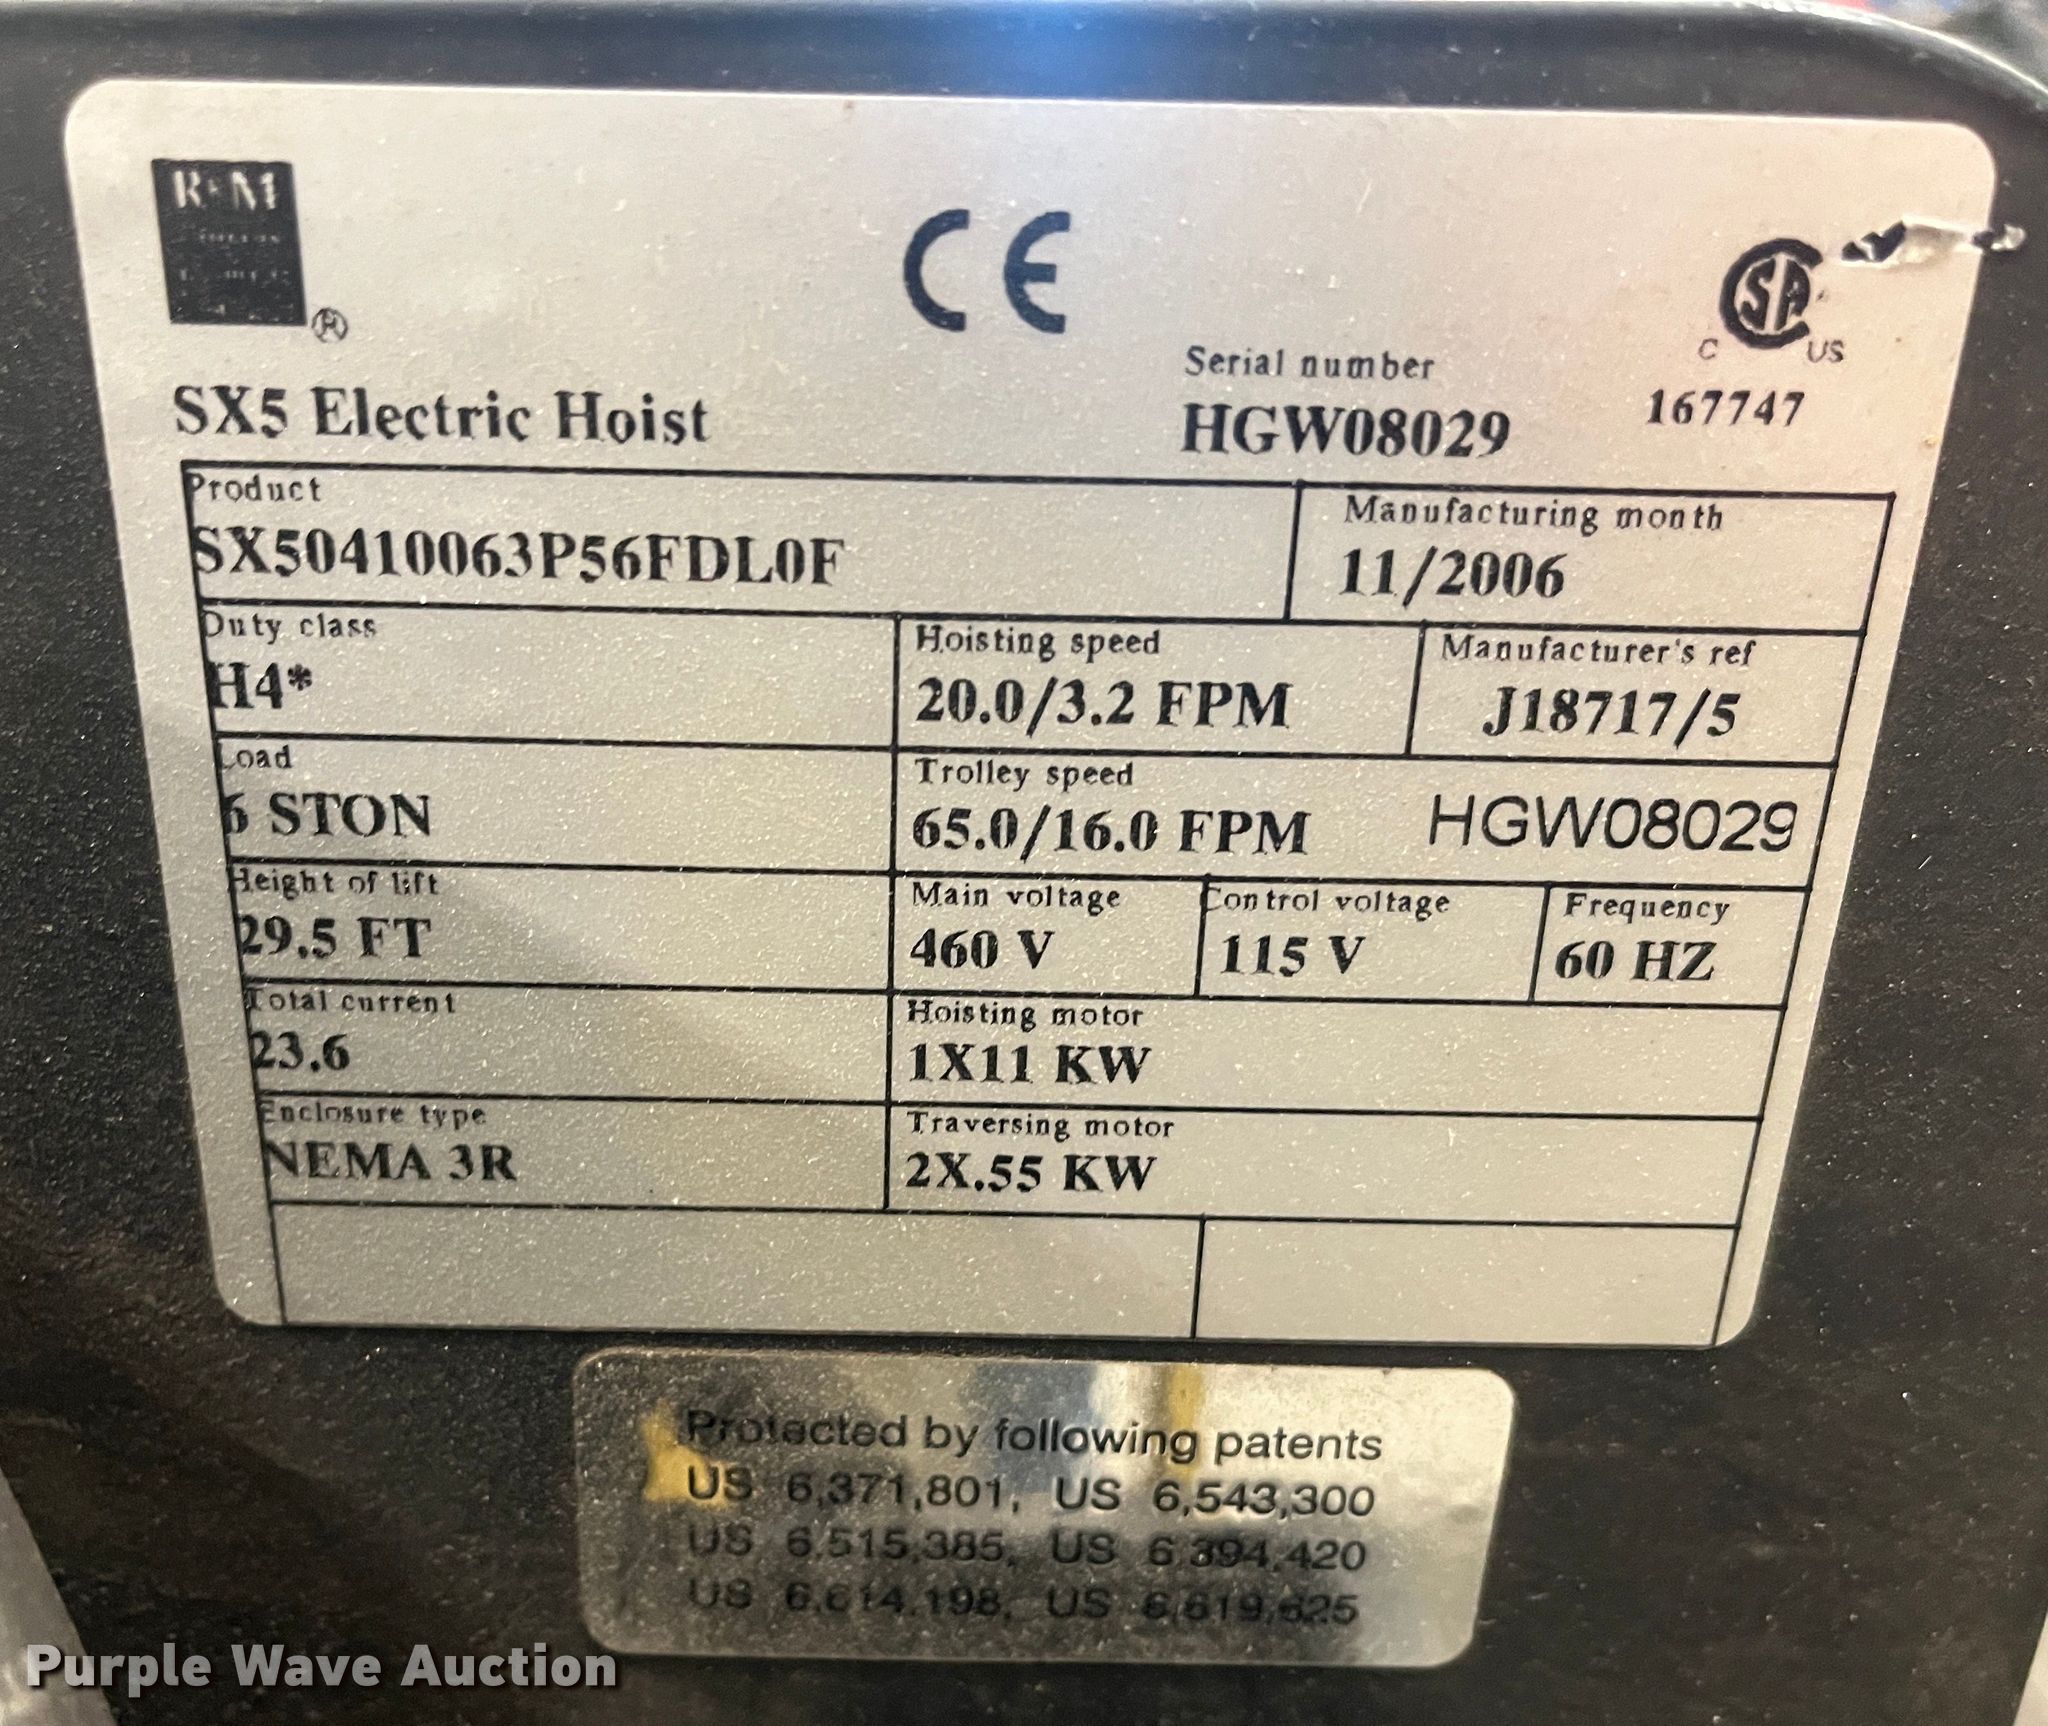 R&M
®
CE
CSA
C US
Serial number
SX5 Electric Hoist HGW08029 167747
Product Manufacturing month
SX50410063P56FDL0F 11/2006
Duty class Hoisting speed Manufacturer's ref
H4* 20.0/3.2 FPM J18717/5
Load Trolley speed
6 STON 65.0/16.0 FPM HGW08029
Height of lift Main voltage Control voltage Frequency
29.5 FT 460 V 115 V 60 HZ
Total current Hoisting motor
23.6 1X11 KW
Enclosure type Traversing motor
NEMA 3R 2X.55 KW
Protected by following patents
US 6,371,801, US 6,543,300
US 6,515,385, US 6,394,420
US 6,614,198, US 6,619,625
Purple Wave Auction